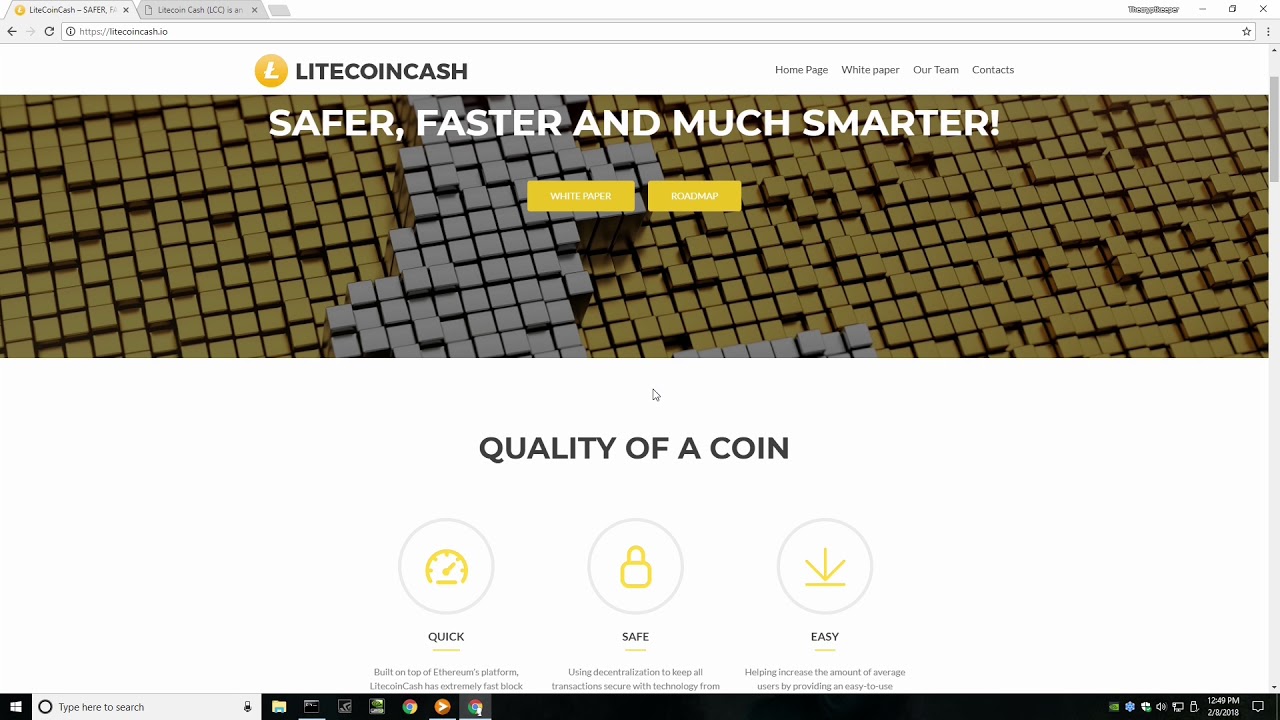 LiteCoinCash – SAFER, FA
Litecoin Cash (LCC) is an
Thecryptkeeper
https://litecoincash.io
LITECOINCASH
Home Page
White paper
Our Team
Contacts
SAFER, FASTER AND MUCH SMARTER!
WHITE PAPER
ROADMAP
QUALITY OF A COIN
QUICK
SAFE
EASY
Built on top of Ethereum's platform,
LitecoinCash has extremely fast block
Using decentralization to keep all
transactions secure with technology from
Helping increase the amount of average
users by providing an easy-to-use
Type here to search
12:49 PM
2/8/2018